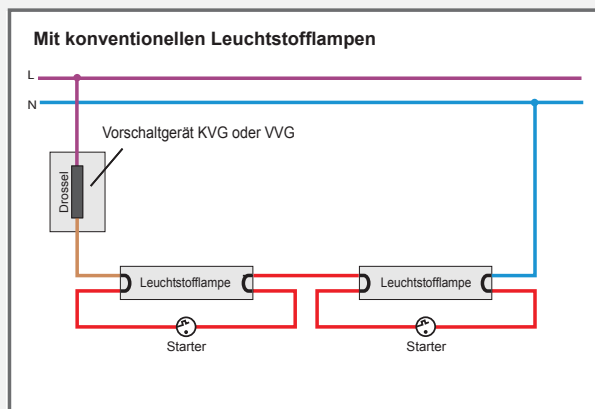 Mit konventionellen Leuchtstofflampen
L
N
Vorschaltgerät KVG oder VVG
Drossel
Leuchtstofflampe
Leuchtstofflampe
Starter
Starter